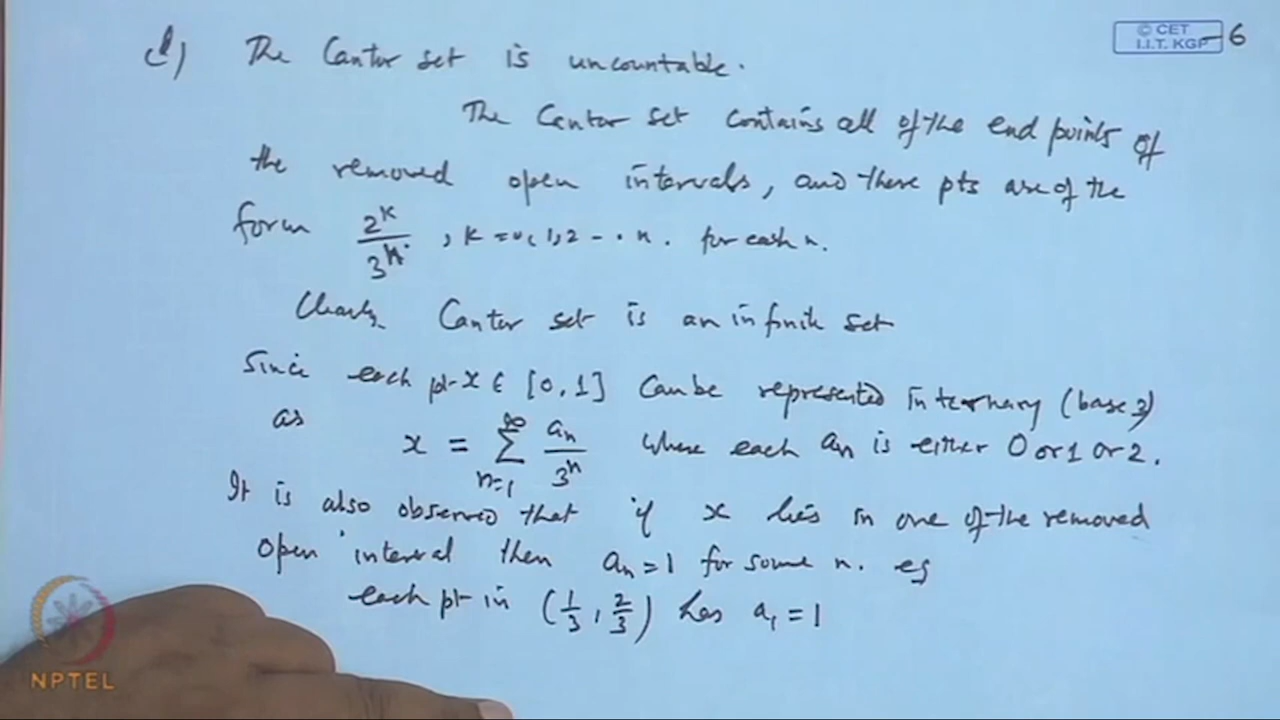 d) The Cantor set is uncountable.
© CET
I.I.T. KGP
-6
The Cantor set contains all of the end points of
the removed open intervals, and these pts are of the
form 2^k/3^n, k = 0, 1, 2 - - . n. for each n.
Clearly Cantor set is an infinite set
Since each pt x ∈ [0, 1] can be represented in ternary (base 3)
as
x = ∑_{n=1}^{∞} a_n/3^n where each a_n is either 0 or 1 or 2.
It is also observed that if x lies in one of the removed
open interval then a_n = 1 for some n. eg
each pt in (1/3, 2/3) has a_1 = 1
NPTEL